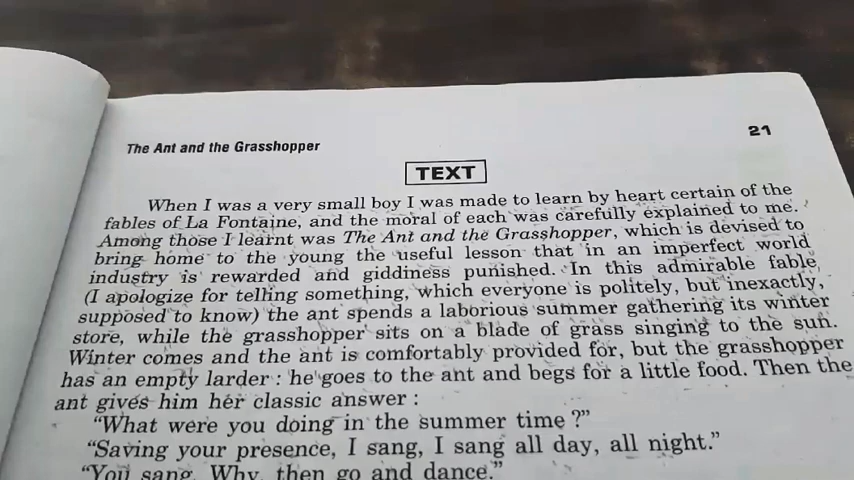 The Ant and the Grasshopper
21
TEXT
When I was a very small boy I was made to learn by heart certain of the
fables of La Fontaine, and the moral of each was carefully explained to me.
Among those I learnt was The Ant and the Grasshopper, which is devised to
bring home to the young the useful lesson that in an imperfect world
industry is rewarded and giddiness punished. In this admirable fable,
(I apologize for telling something, which everyone is politely, but inexactly,
supposed to know) the ant spends a laborious summer gathering its winter
store, while the grasshopper sits on a blade of grass singing to the sun.
Winter comes and the ant is comfortably provided for, but the grasshopper
has an empty larder : he goes to the ant and begs for a little food. Then the
ant gives him her classic answer :
“What were you doing in the summer time ?”
“Saving your presence, I sang, I sang all day, all night.”
“You sang. Why, then go and dance.”